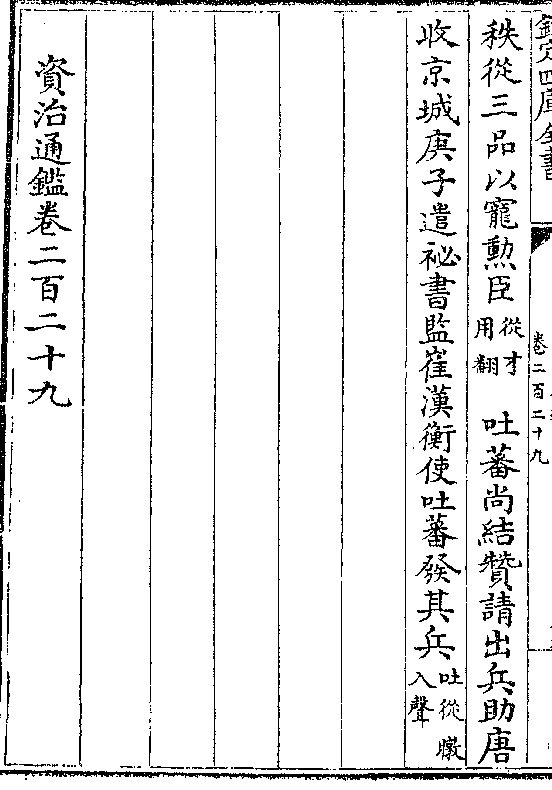 欽定四庫全書
卷二百二十九
秩從三品以寵勲臣從才用翻吐蕃尚結贊請出兵助唐
收京城庚子遣祕書監崔漢衡使吐蕃發其兵吐從暾入聲
資治通鑑卷二百二十九